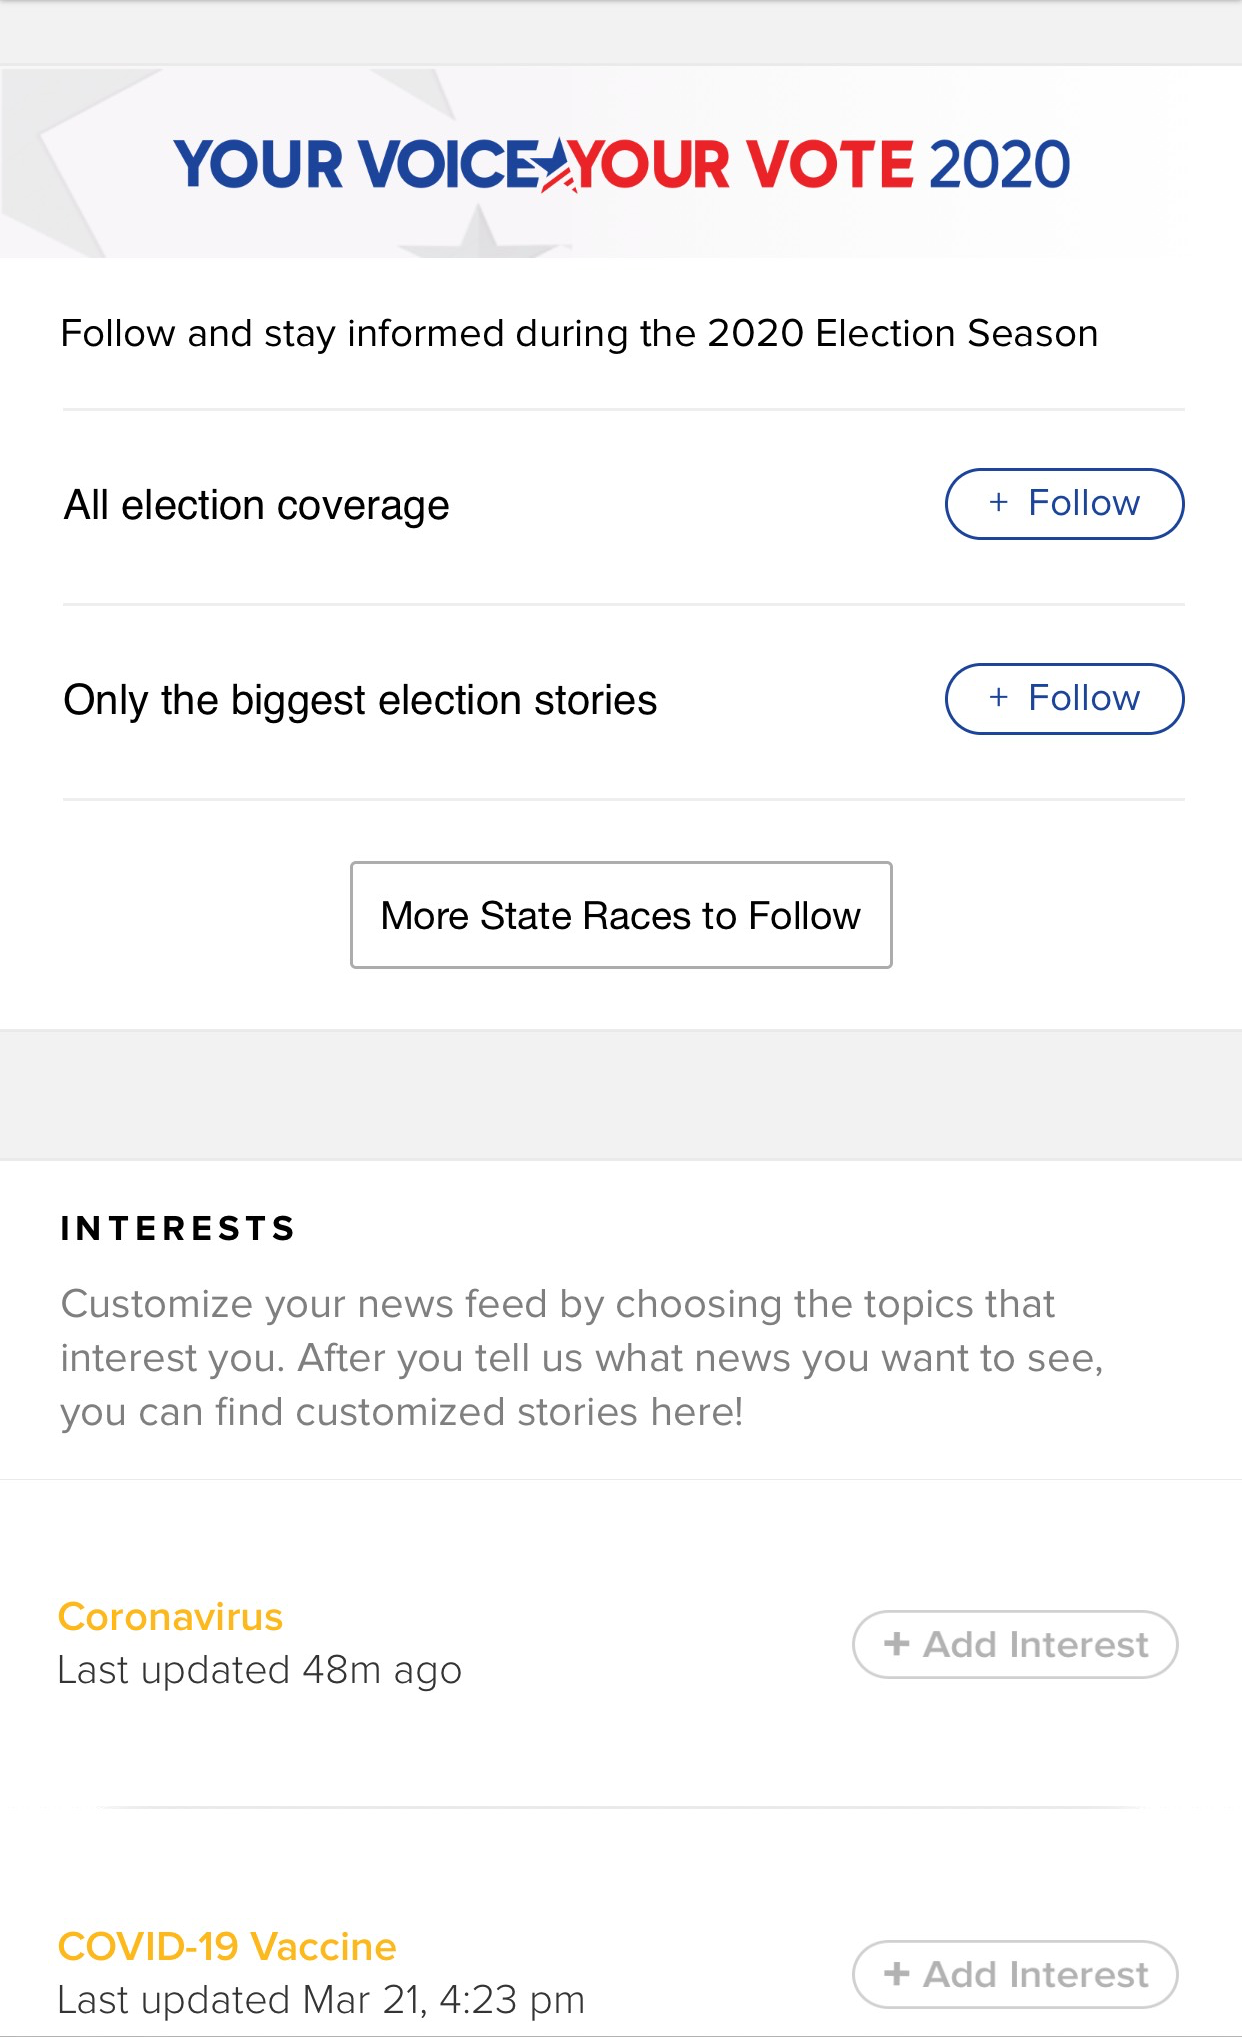 YOUR VOICE YOUR VOTE 2020
Follow and stay informed during the 2020 Election Season
All election coverage
+ Follow
Only the biggest election stories
+ Follow
More State Races to Follow
INTERESTS
Customize your news feed by choosing the topics that
interest you. After you tell us what news you want to see,
you can find customized stories here!
Coronavirus
Last updated 48m ago
+ Add Interest
COVID-19 Vaccine
Last updated Mar 21, 4:23 pm
+ Add Interest